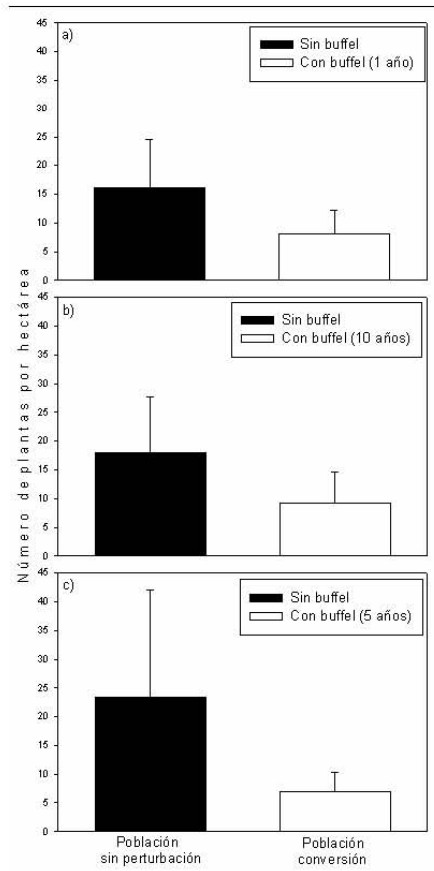 Número de plantas por hectárea
a)
45
40
35
30
25
20
15
10
5
0
Sin buffel
Con buffel (1 año)
b)
45
40
35
30
25
20
15
10
5
0
Sin buffel
Con buffel (10 años)
c)
45
40
35
30
25
20
15
10
5
0
Sin buffel
Con buffel (5 años)
Población
sin perturbación
Población
conversión